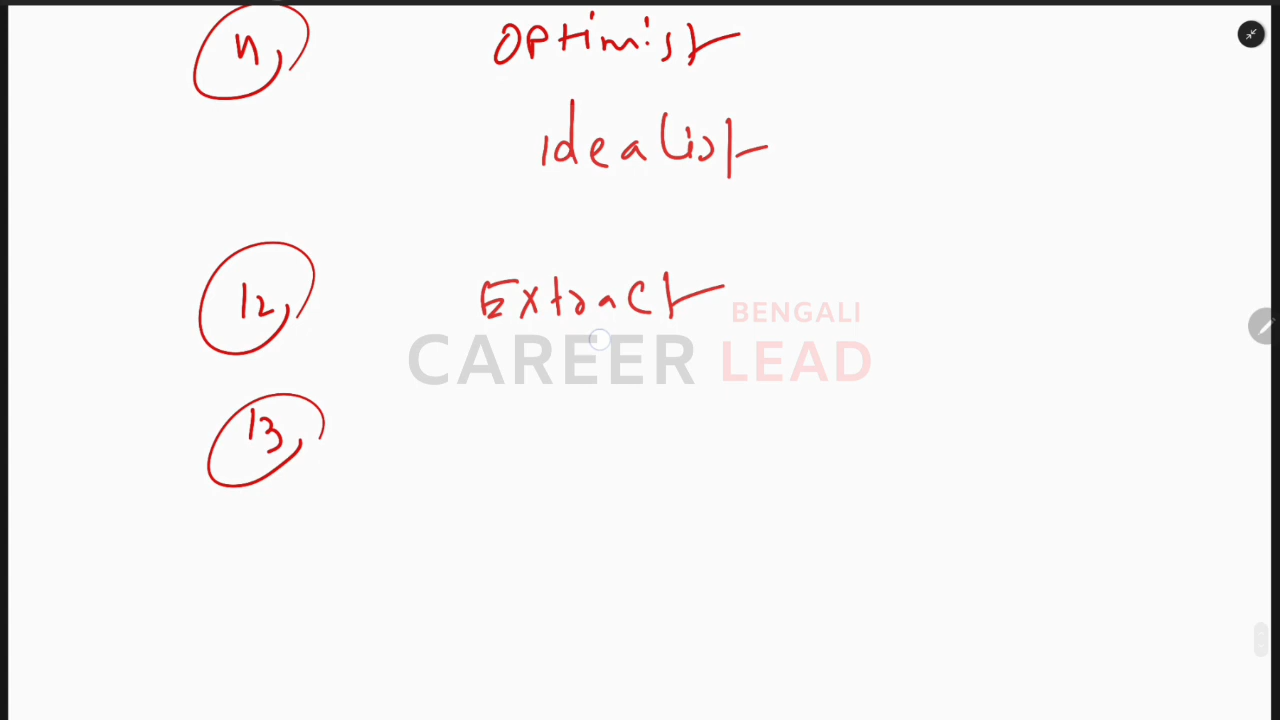 11,
Optimist
idealist
12, Extract
BENGALI
CAREER LEAD
13,